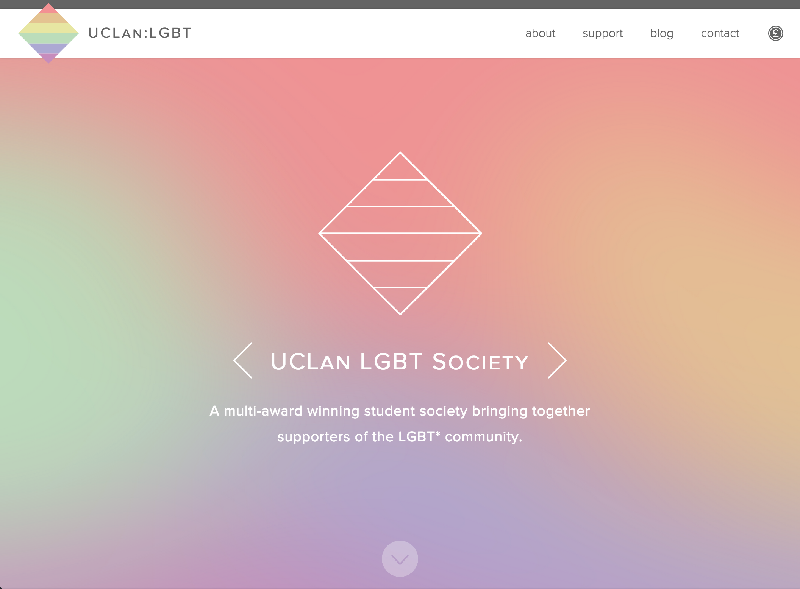 UCLan:LGBT
about
support
blog
contact
£
UCLan LGBT Society
A multi-award winning student society bringing together
supporters of the LGBT* community.